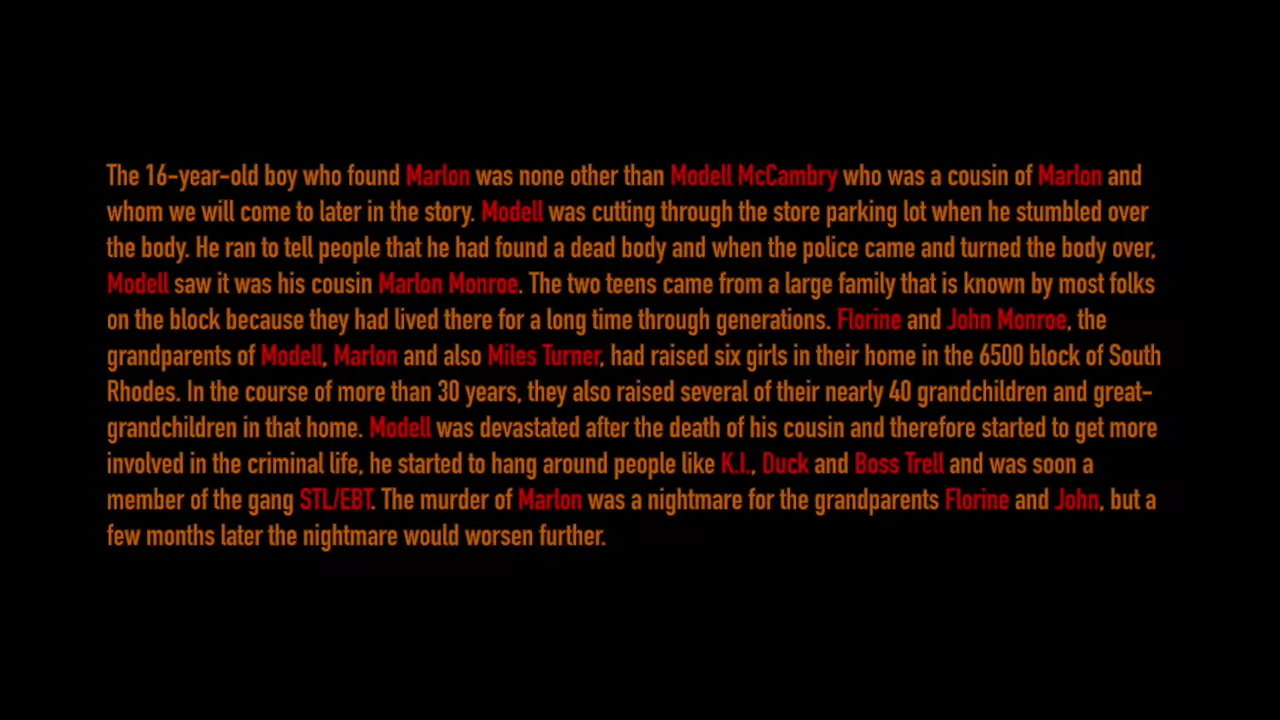 The 16-year-old boy who found Marlon was none other than Modell McCambry who was a cousin of Marlon and
whom we will come to later in the story. Modell was cutting through the store parking lot when he stumbled over
the body. He ran to tell people that he had found a dead body and when the police came and turned the body over,
Modell saw it was his cousin Marlon Monroe. The two teens came from a large family that is known by most folks
on the block because they had lived there for a long time through generations. Florine and John Monroe, the
grandparents of Modell, Marlon and also Miles Turner, had raised six girls in their home in the 6500 block of South
Rhodes. In the course of more than 30 years, they also raised several of their nearly 40 grandchildren and great-
grandchildren in that home. Modell was devastated after the death of his cousin and therefore started to get more
involved in the criminal life, he started to hang around people like K.I., Duck and Boss Trell and was soon a
member of the gang STL/EBT. The murder of Marlon was a nightmare for the grandparents Florine and John, but a
few months later the nightmare would worsen further.